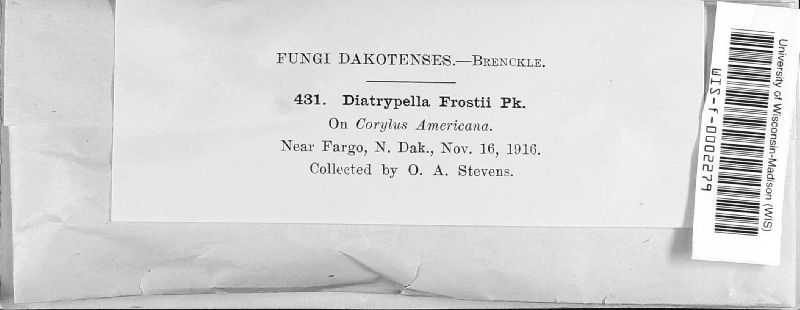 FUNGI DAKOTENSES.—BRENCKLE.
431. Diatrypella Frostii Pk.
On Corylus Americana.
Near Fargo, N. Dak., Nov. 16, 1916.
Collected by O. A. Stevens.
University of Wisconsin-Madison (WIS)
WIS-f-0002279